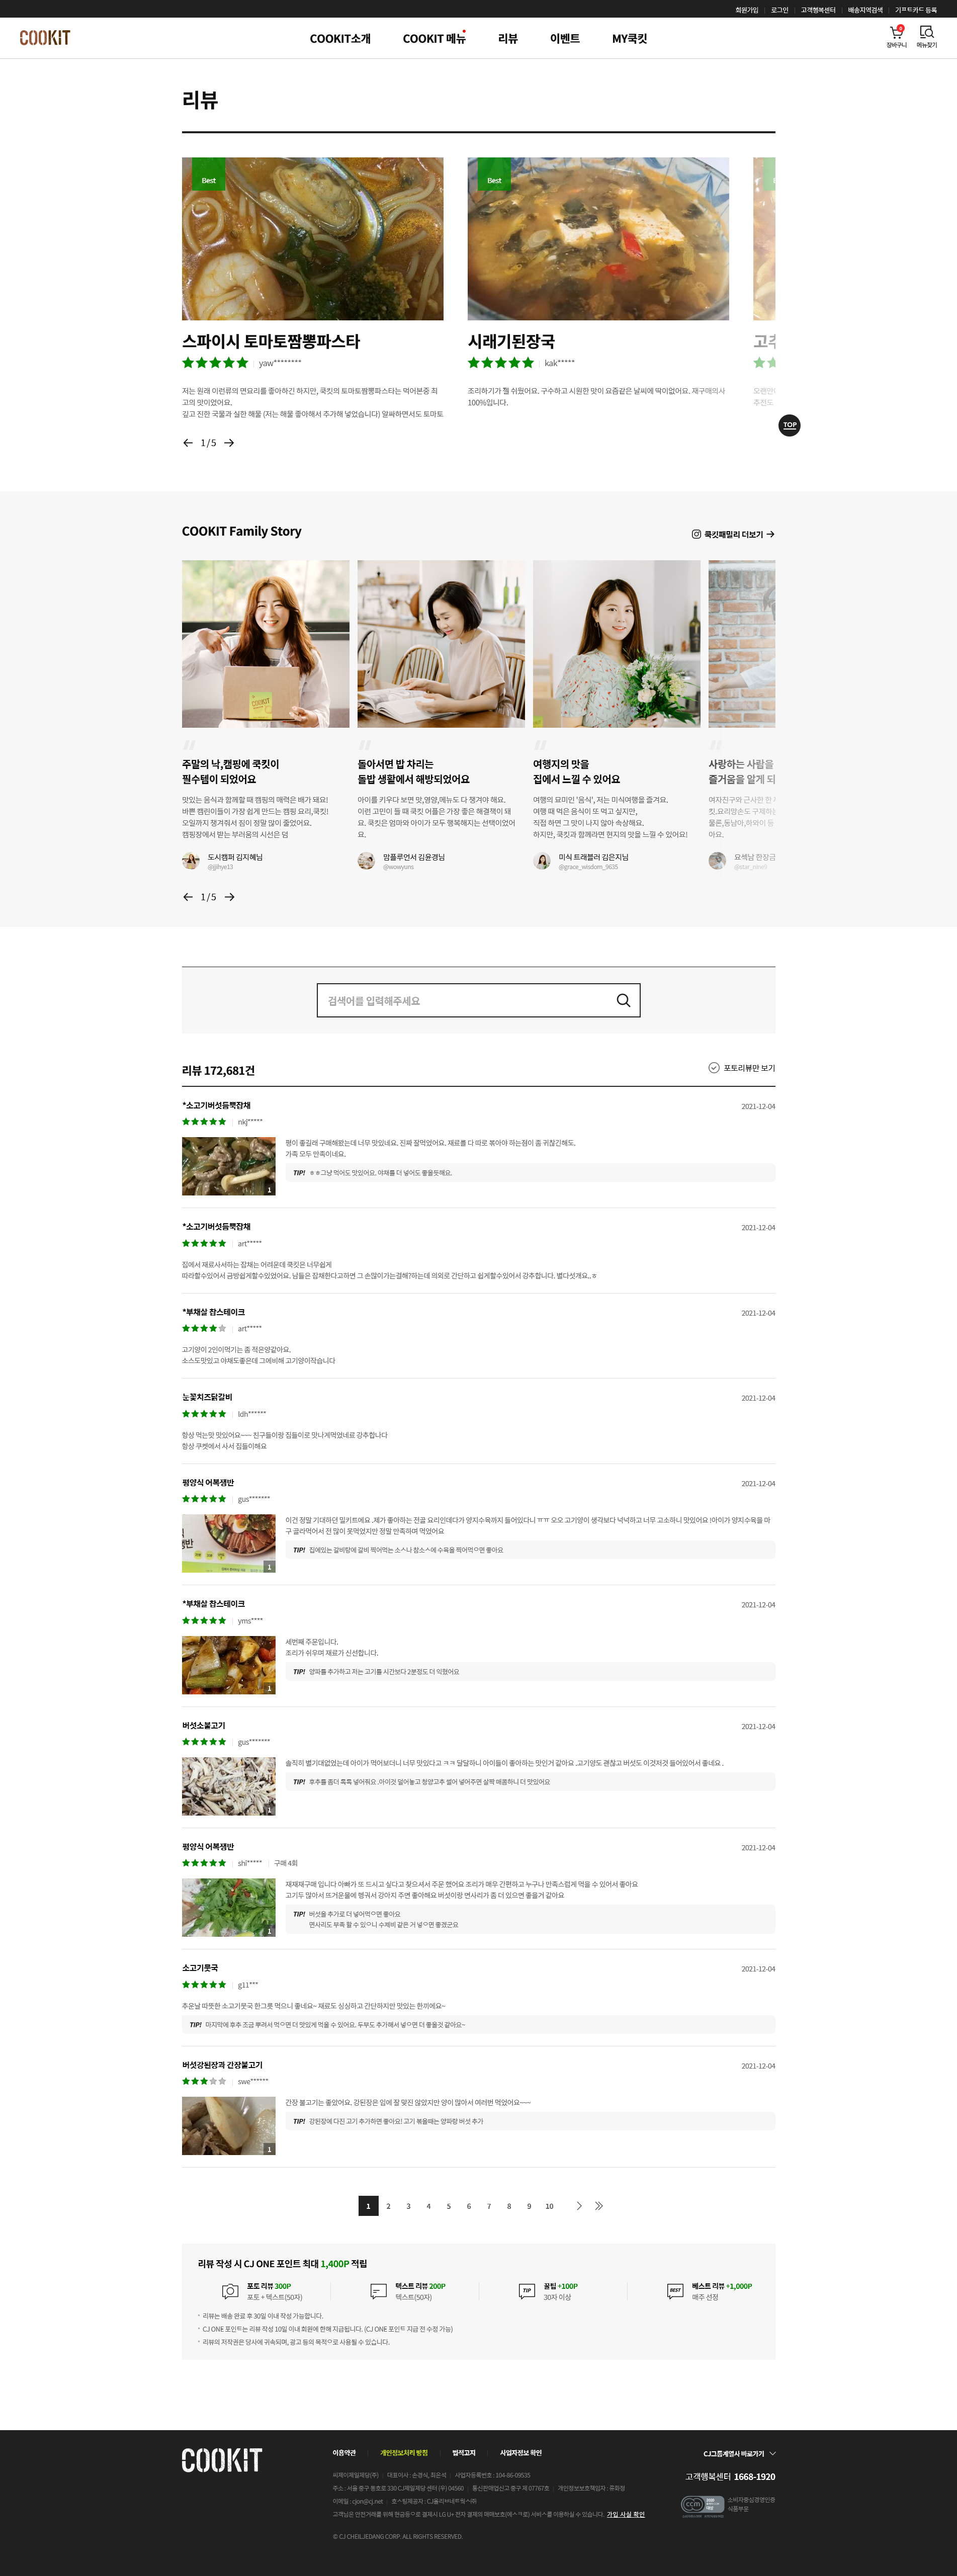 회원가입 로그인 고객행복센터 배송지역검색 기프트카드 등록
COOKIT COOKIT소개 COOKIT 메뉴 리뷰 이벤트 MY쿡킷 장바구니 메뉴찾기
리뷰
Best
Best
스파이시 토마토짬뽕파스타
yaw********
저는 원래 이런류의 면요리를 좋아하긴 하지만, 쿡킷의 토마토짬뽕파스타는 먹어본중 최
고의 맛이었어요.
깊고 진한 국물과 실한 해물 (저는 해물 좋아해서 추가해 넣었습니다) 알싸하면서도 토마토
시래기된장국
kak*****
조리하기가 젤 쉬웠어요. 구수하고 시원한 맛이 요즘같은 날씨에 딱이었어요. 재구매의사
100%입니다.
1 / 5
TOP
COOKIT Family Story
쿡킷패밀리 더보기
주말의 낙,캠핑에 쿡킷이
필수템이 되었어요
맛있는 음식과 함께할 때 캠핑의 매력은 배가 돼요!
바쁜 캠린이들이 가장 쉽게 만드는 캠핑 요리,쿡킷!
오일까지 챙겨줘서 짐이 정말 많이 줄었어요.
캠핑장에서 받는 부러움의 시선은 덤
도시캠퍼 김지혜님
@jjihye13
돌아서면 밥 차리는
돌밥 생활에서 해방되었어요
아이를 키우다 보면 맛,영양,메뉴도 다 챙겨야 해요.
이런 고민이 들 때 쿡킷 어플은 가장 좋은 해결책이 돼
요. 쿡킷은 엄마와 아이가 모두 행복해지는 선택이었어
요.
맘플루언서 김윤경님
@wowyuns
여행지의 맛을
집에서 느낄 수 있어요
여행의 묘미인 '음식', 저는 미식여행을 즐겨요.
여행 때 먹은 음식이 또 먹고 싶지만,
직접 하면 그 맛이 나지 않아 속상해요.
하지만, 쿡킷과 함께라면 현지의 맛을 느낄 수 있어요!
미식 트래블러 김은지님
@grace_wisdom_9635
사랑하는 사람을
즐거움을 알게 되
1 / 5
검색어를 입력해주세요
리뷰 172,681건
포토리뷰만 보기
*소고기버섯듬뿍잡채 2021-12-04
nkj*****
평이 좋길래 구매해봤는데 너무 맛있네요. 진짜 잘먹었어요. 재료를 다 따로 볶아야 하는점이 좀 귀찮긴해도.
가족 모두 만족이네요.
TIP! ㅎㅎ그냥 먹어도 맛있어요. 야채를 더 넣어도 좋을듯해요.
1
*소고기버섯듬뿍잡채 2021-12-04
art*****
집에서 재료사서하는 잡채는 어려운데 쿡킷은 너무쉽게
따라할수있어서 금방쉽게할수있었어요. 남들은 잡채한다고하면 그 손많이가는걸해?하는데 의외로 간단하고 쉽게할수있어서 강추합니다. 별다섯개요..ㅎ
*부채살 찹스테이크 2021-12-04
art*****
고기양이 2인이먹기는 좀 적은양같아요.
소스도맛있고 야채도좋은데 그에비해 고기양이작습니다
눈꽃치즈닭갈비 2021-12-04
ldh******
항상 먹는맛 맛있어요~~~ 친구들이랑 집들이로 맛나게먹었네료 강추합니다
항상 쿠켓에서 사서 집들이해요
평양식 어복쟁반 2021-12-04
gus*******
이건 정말 기대하던 밀키트에요 .제가 좋아하는 전골 요리인데다가 양지수육까지 들어있다니 ㅠㅠ 오오 고기양이 생각보다 넉넉하고 너무 고소하니 맛있어요 !아이가 양지수육을 마
구 골라먹어서 전 많이 못먹었지만 정말 만족하며 먹었어요
TIP! 집에있는 갈비탕에 갈비 찍어먹는 소스나 참소스에 수육을 찍어먹으면 좋아요
1
*부채살 찹스테이크 2021-12-04
yms****
세번째 주문입니다.
조리가 쉬우며 재료가 신선합니다.
TIP! 양파를 추가하고 저는 고기를 시간보다 2분정도 더 익혔어요
1
버섯소불고기 2021-12-04
gus*******
솔직히 별기대없었는데 아이가 먹어보더니 너무 맛있다고 ㅋㅋ 달달하니 아이들이 좋아하는 맛인거 같아요 .고기양도 괜찮고 버섯도 이것저것 들어있어서 좋네요 .
TIP! 후추를 좀더 톡톡 넣어줘요 .아이것 덜어놓고 청양고추 썰어 넣어주면 살짝 매콤하니 더 맛있어요
1
평양식 어복쟁반 2021-12-04
shi***** 구매 4회
재재재구매 입니다 아빠가 또 드시고 싶다고 찾으셔서 주문 했어요 조리가 매우 간편하고 누구나 만족스럽게 먹을 수 있어서 좋아요
고기두 많아서 뜨거운물에 헹궈서 강아지 주면 좋아해요 버섯이랑 면사리가 좀 더 있으면 좋을거 같아요
TIP! 버섯을 추가로 더 넣어먹으면 좋아요
면사리도 부족 할 수 있으니 수제비 같은 거 넣으면 좋겠군요
1
소고기뭇국 2021-12-04
g11***
추운날 따뜻한 소고기뭇국 한그릇 먹으니 좋네요~ 재료도 싱싱하고 간단하지만 맛있는 한끼에요~
TIP! 마지막에 후추 조금 뿌려서 먹으면 더 맛있게 먹을 수 있어요. 두부도 추가해서 넣으면 더 좋을것 같아요~
버섯강된장과 간장불고기 2021-12-04
swe******
간장 불고기는 좋았어요. 강된장은 입에 잘 맞진 않았지만 양이 많아서 여러번 먹었어요~~~
TIP! 강된장에 다진 고기 추가하면 좋아요! 고기 볶을때는 양파랑 버섯 추가
1
1 2 3 4 5 6 7 8 9 10
리뷰 작성 시 CJ ONE 포인트 최대 1,400P 적립
포토 리뷰 300P
포토 + 텍스트(50자)
텍스트 리뷰 200P
텍스트(50자)
TIP
꿀팁 +100P
30자 이상
BEST
베스트 리뷰 +1,000P
매주 선정
- 리뷰는 배송 완료 후 30일 이내 작성 가능합니다.
- CJ ONE 포인트는 리뷰 작성 10일 이내 회원에 한해 지급됩니다. (CJ ONE 포인트 지급 전 수정 가능)
- 리뷰의 저작권은 당사에 귀속되며, 광고 등의 목적으로 사용될 수 있습니다.
COOKIT
이용약관 개인정보처리 방침 법적고지 사업자정보 확인
CJ그룹계열사 바로가기
씨제이제일제당(주) 대표이사 : 손경식, 최은석 사업자등록번호 : 104-86-09535
주소 : 서울 중구 동호로 330 CJ제일제당 센터 (우) 04560 통신판매업신고 중구 제 07767호 개인정보보호책임자 : 류희창
이메일 : cjon@cj.net 호스팅제공자 : CJ올리브네트웍스㈜
고객님은 안전거래를 위해 현금등으로 결제시 LG U+ 전자 결제의 매매보호(에스크로) 서비스를 이용하실 수 있습니다. 가입 사실 확인
© CJ CHEILJEDANG CORP. ALL RIGHTS RESERVED.
고객행복센터 1668-1920
ccm
소비자중심경영인증
식품부문